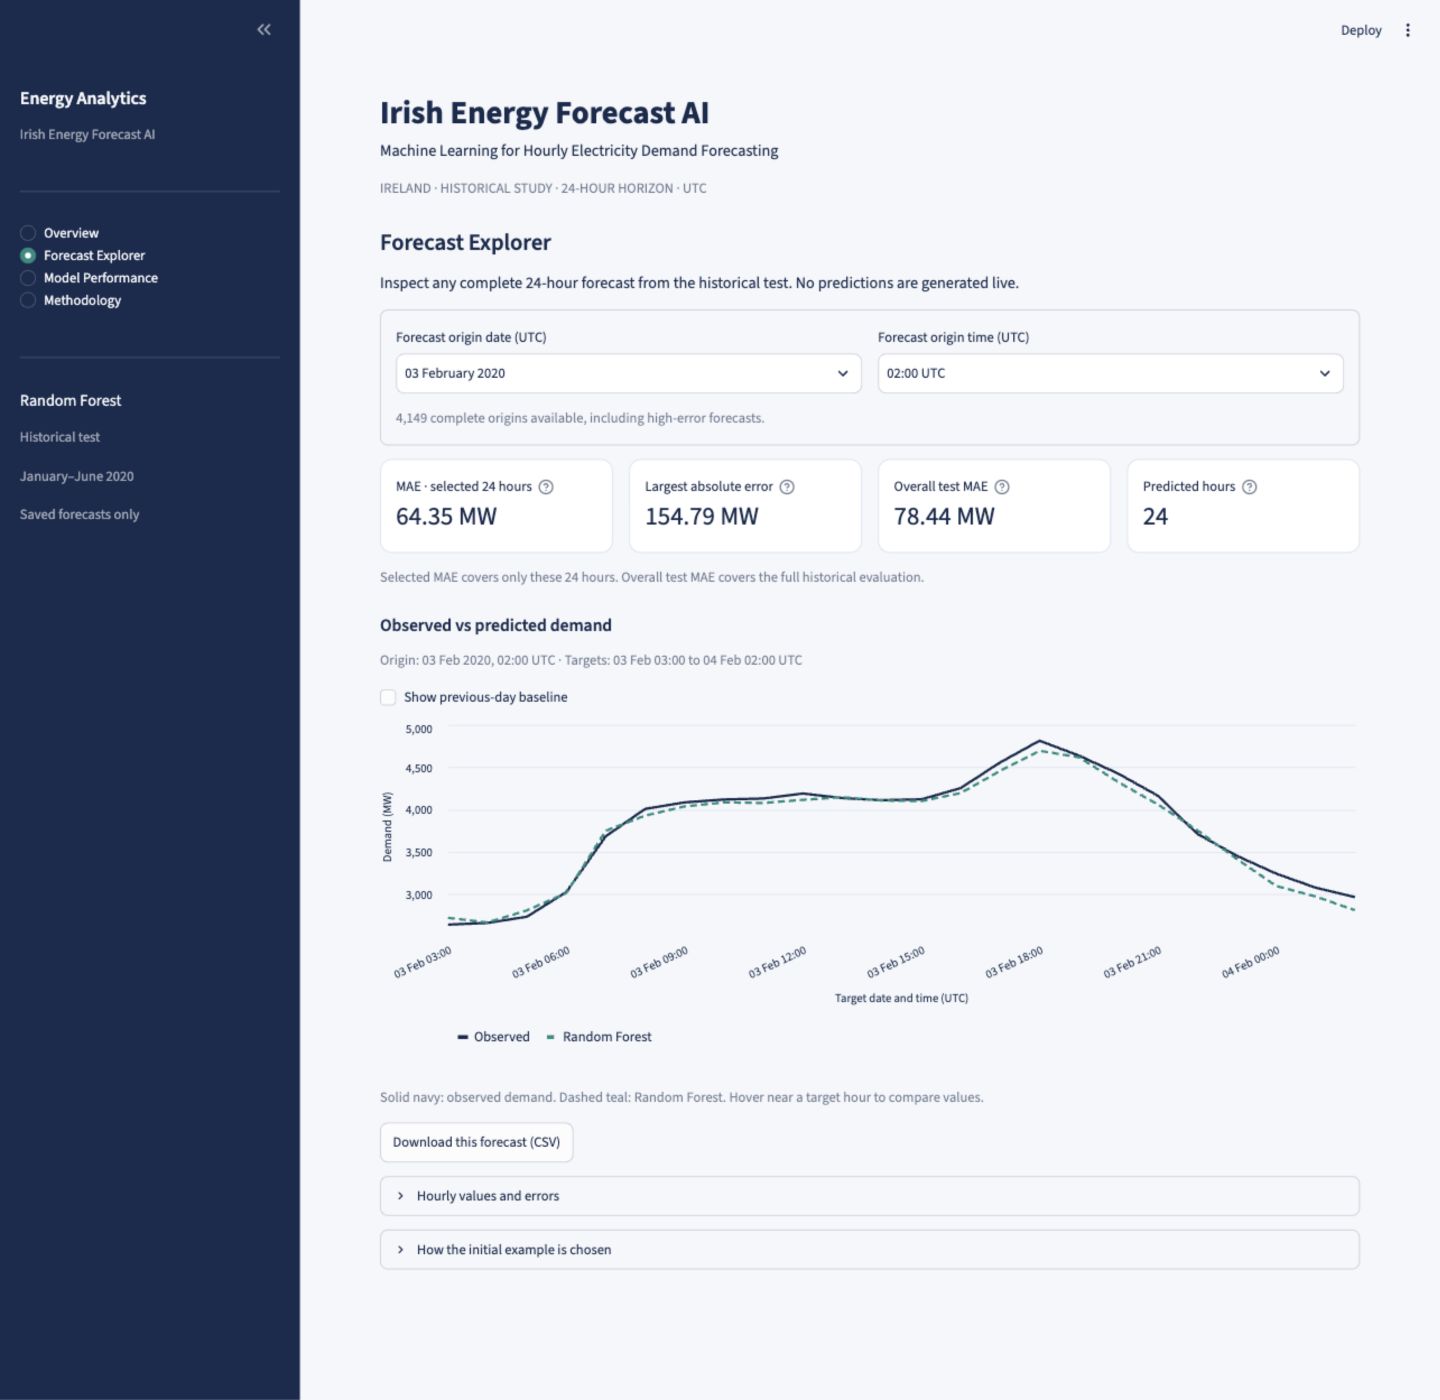 Deploy
Energy Analytics
Irish Energy Forecast AI
Overview
Forecast Explorer
Model Performance
Methodology
Random Forest
Historical test
January–June 2020
Saved forecasts only
Irish Energy Forecast AI
Machine Learning for Hourly Electricity Demand Forecasting
IRELAND · HISTORICAL STUDY · 24-HOUR HORIZON · UTC
Forecast Explorer
Inspect any complete 24-hour forecast from the historical test. No predictions are generated live.
Forecast origin date (UTC)
03 February 2020
Forecast origin time (UTC)
02:00 UTC
4,149 complete origins available, including high-error forecasts.
MAE · selected 24 hours
64.35 MW
Largest absolute error
154.79 MW
Overall test MAE
78.44 MW
Predicted hours
24
Selected MAE covers only these 24 hours. Overall test MAE covers the full historical evaluation.
Observed vs predicted demand
Origin: 03 Feb 2020, 02:00 UTC · Targets: 03 Feb 03:00 to 04 Feb 02:00 UTC
Show previous-day baseline
Demand (MW)
5,000
4,500
4,000
3,500
3,000
03 Feb 03:00
03 Feb 06:00
03 Feb 09:00
03 Feb 12:00
03 Feb 15:00
03 Feb 18:00
03 Feb 21:00
04 Feb 00:00
Target date and time (UTC)
Observed
Random Forest
Solid navy: observed demand. Dashed teal: Random Forest. Hover near a target hour to compare values.
Download this forecast (CSV)
Hourly values and errors
How the initial example is chosen